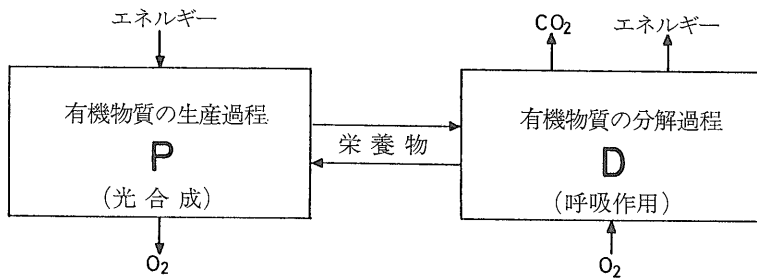 エネルギー
有機物質の生産過程
P
(光合成)
O₂
栄養物
CO₂
エネルギー
有機物質の分解過程
D
(呼吸作用)
O₂